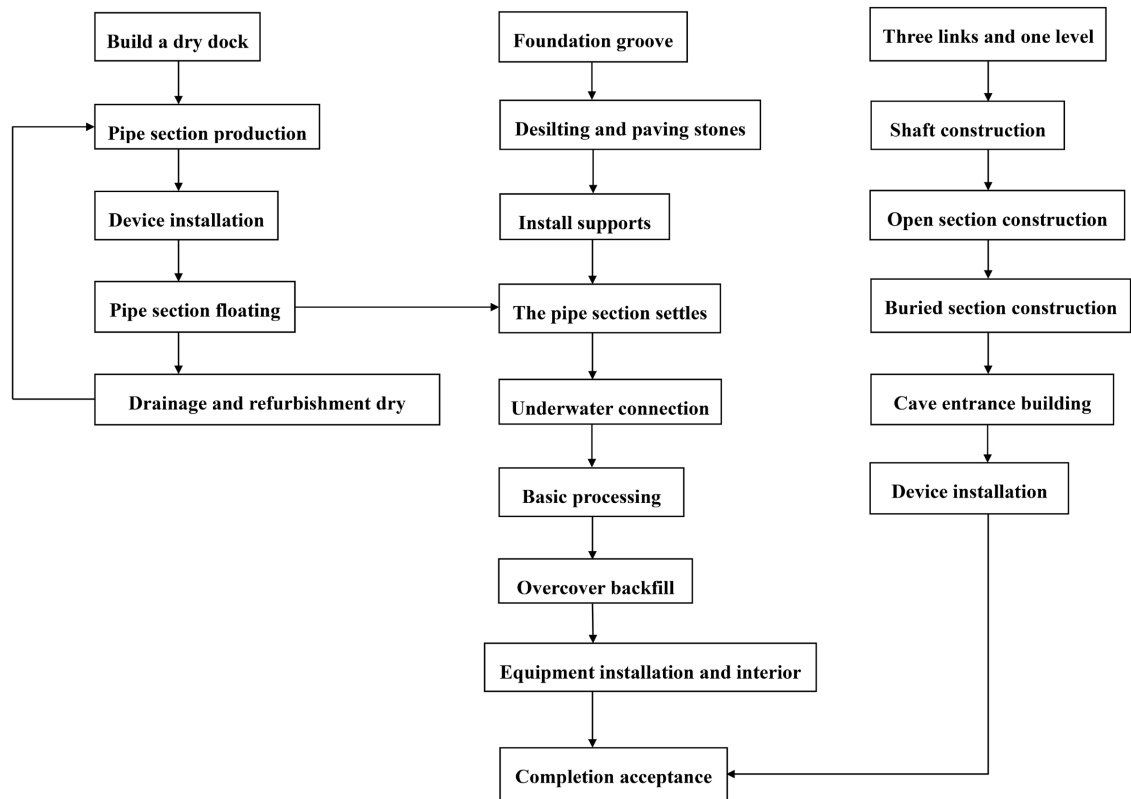 Build a dry dock
Pipe section production
Device installation
Pipe section floating
Drainage and refurbishment dry
Foundation groove
Desilting and paving stones
Install supports
The pipe section settles
Underwater connection
Basic processing
Overcover backfill
Equipment installation and interior
Completion acceptance
Three links and one level
Shaft construction
Open section construction
Buried section construction
Cave entrance building
Device installation